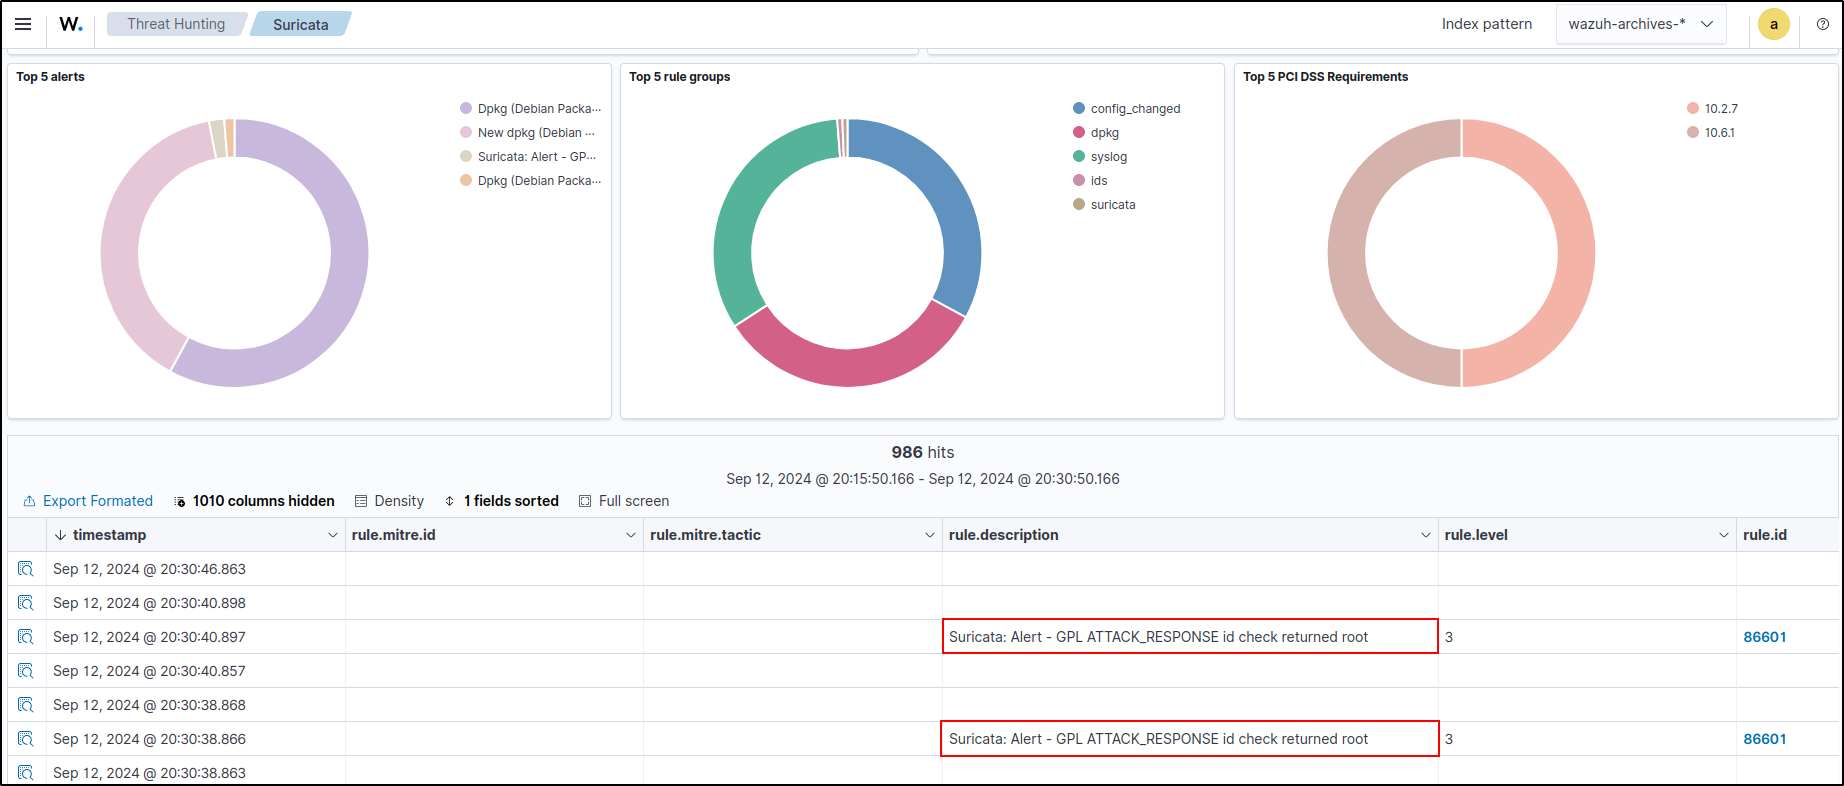 W. Threat Hunting Suricata Index pattern wazuh-archives-* a
Top 5 alerts
Dpkg (Debian Packa...
New dpkg (Debian ...
Suricata: Alert - GP...
Dpkg (Debian Packa...
Top 5 rule groups
config_changed
dpkg
syslog
ids
suricata
Top 5 PCI DSS Requirements
10.2.7
10.6.1
986 hits
Sep 12, 2024 @ 20:15:50.166 - Sep 12, 2024 @ 20:30:50.166
Export Formated 1010 columns hidden Density 1 fields sorted Full screen
timestamp rule.mitre.id rule.mitre.tactic rule.description rule.level rule.id
Sep 12, 2024 @ 20:30:46.863
Sep 12, 2024 @ 20:30:40.898
Sep 12, 2024 @ 20:30:40.897 Suricata: Alert - GPL ATTACK_RESPONSE id check returned root 3 86601
Sep 12, 2024 @ 20:30:40.857
Sep 12, 2024 @ 20:30:38.868
Sep 12, 2024 @ 20:30:38.866 Suricata: Alert - GPL ATTACK_RESPONSE id check returned root 3 86601
Sep 12, 2024 @ 20:30:38.863